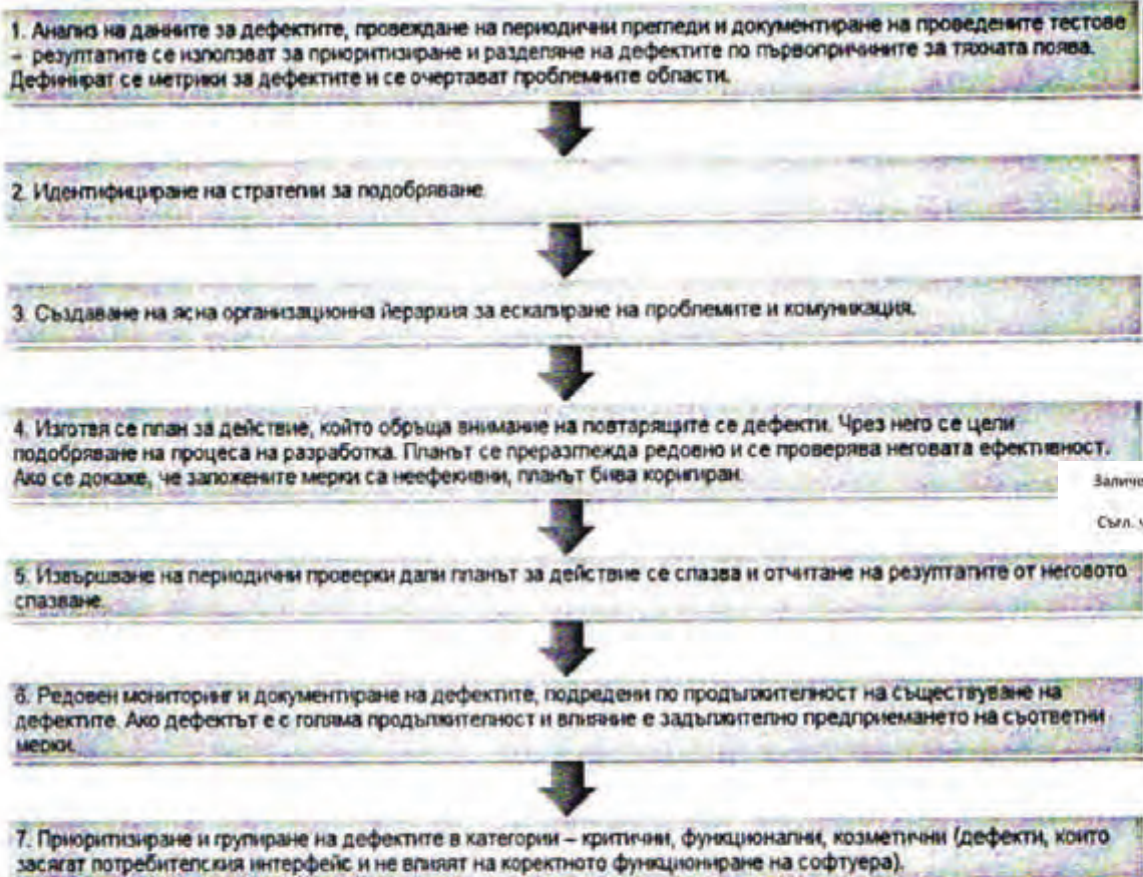 1. Анализ на данните за дефектите, провеждане на периодични прегледи и документиране на проведените тестове
– резултатите се използват за приоритизиране и разделяне на дефектите по първопричините за тяхната поява.
Дефинират се метрики за дефектите и се очертават проблемните области.
2. Идентифициране на стратегии за подобряване.
3. Създаване на ясна организационна йерархия за ескалиране на проблемите и комуникация.
4. Изготвя се план за действие, който обръща внимание на повтарящите се дефекти. Чрез него се цели
подобряване на процеса на разработка. Планът се преразглежда редовно и се проверява неговата ефективност.
Ако се докаже, че заложените мерки са неефекивни, планът бива коригиран.
Заличе
Съгл. ч
5. Извършване на периодични проверки дали планът за действие се спазва и отчитане на резултатите от неговото
спазване.
6. Редовен мониторинг и документиране на дефектите, подредени по продължителност на съществуване на
дефектите. Ако дефектът е с голяма продължителност и влияние е задължително предприемането на съответни
мерки.
7. Приоритизиране и групиране на дефектите в категории – критични, функционални, козметични (дефекти, които
засягат потребителския интерфейс и не влияят на коректното функциониране на софтуера).